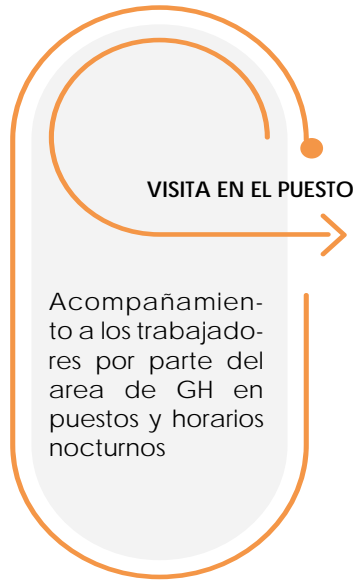 VISITA EN EL PUESTO
Acompañamien-
to a los trabajado-
res por parte del
area de GH en
puestos y horarios
nocturnos